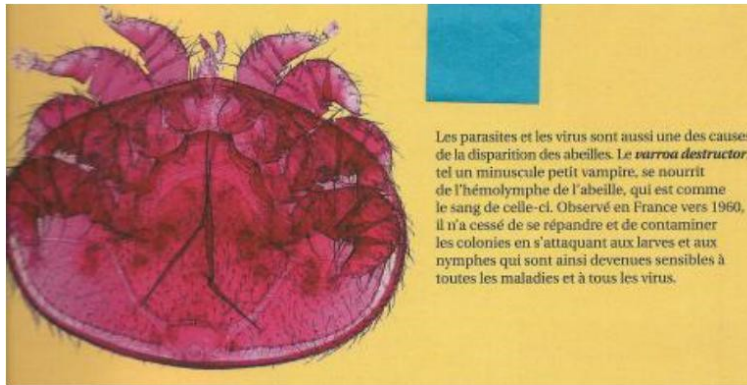 Les parasites et les virus sont aussi une des causes
de la disparition des abeilles. Le varroa destructor,
tel un minuscule petit vampire, se nourrit
de l'hémolymphe de l'abeille, qui est comme
le sang de celle-ci. Observé en France vers 1960,
il n'a cessé de se répandre et de contaminer
les colonies en s'attaquant aux larves et aux
nymphes qui sont ainsi devenues sensibles à
toutes les maladies et à tous les virus.